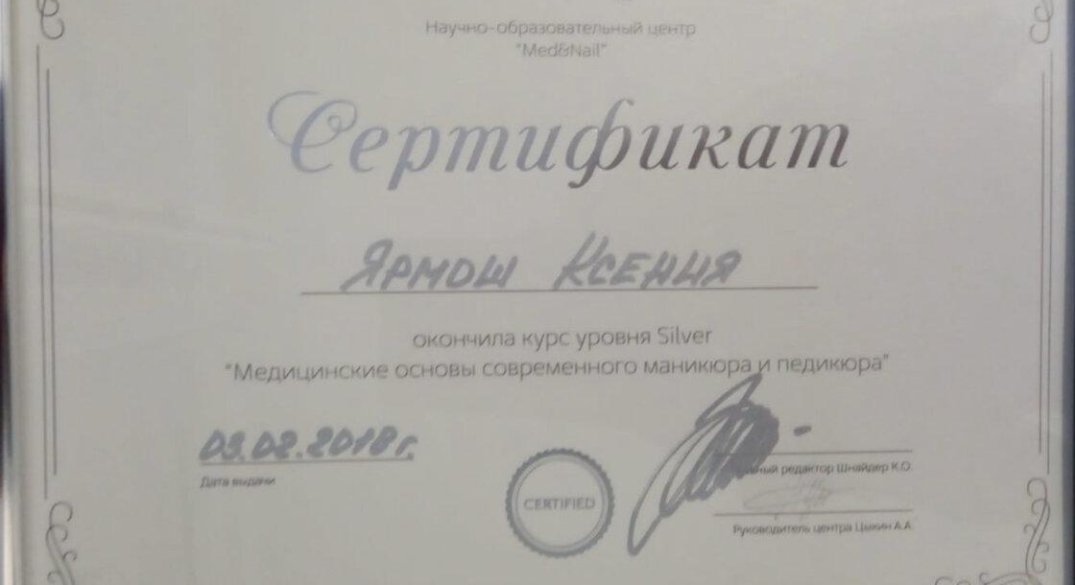 Научно-образовательный центр
"Med&Nail"
Сертификат
Ярмош Ксения
окончила курс уровня Silver
"Медицинские основы современного маникюра и педикюра"
03.02.2018г.
редактор Шнайдер К.О.
Дата выдачи
CERTIFIED
Руководитель центра Цыкин А.А.